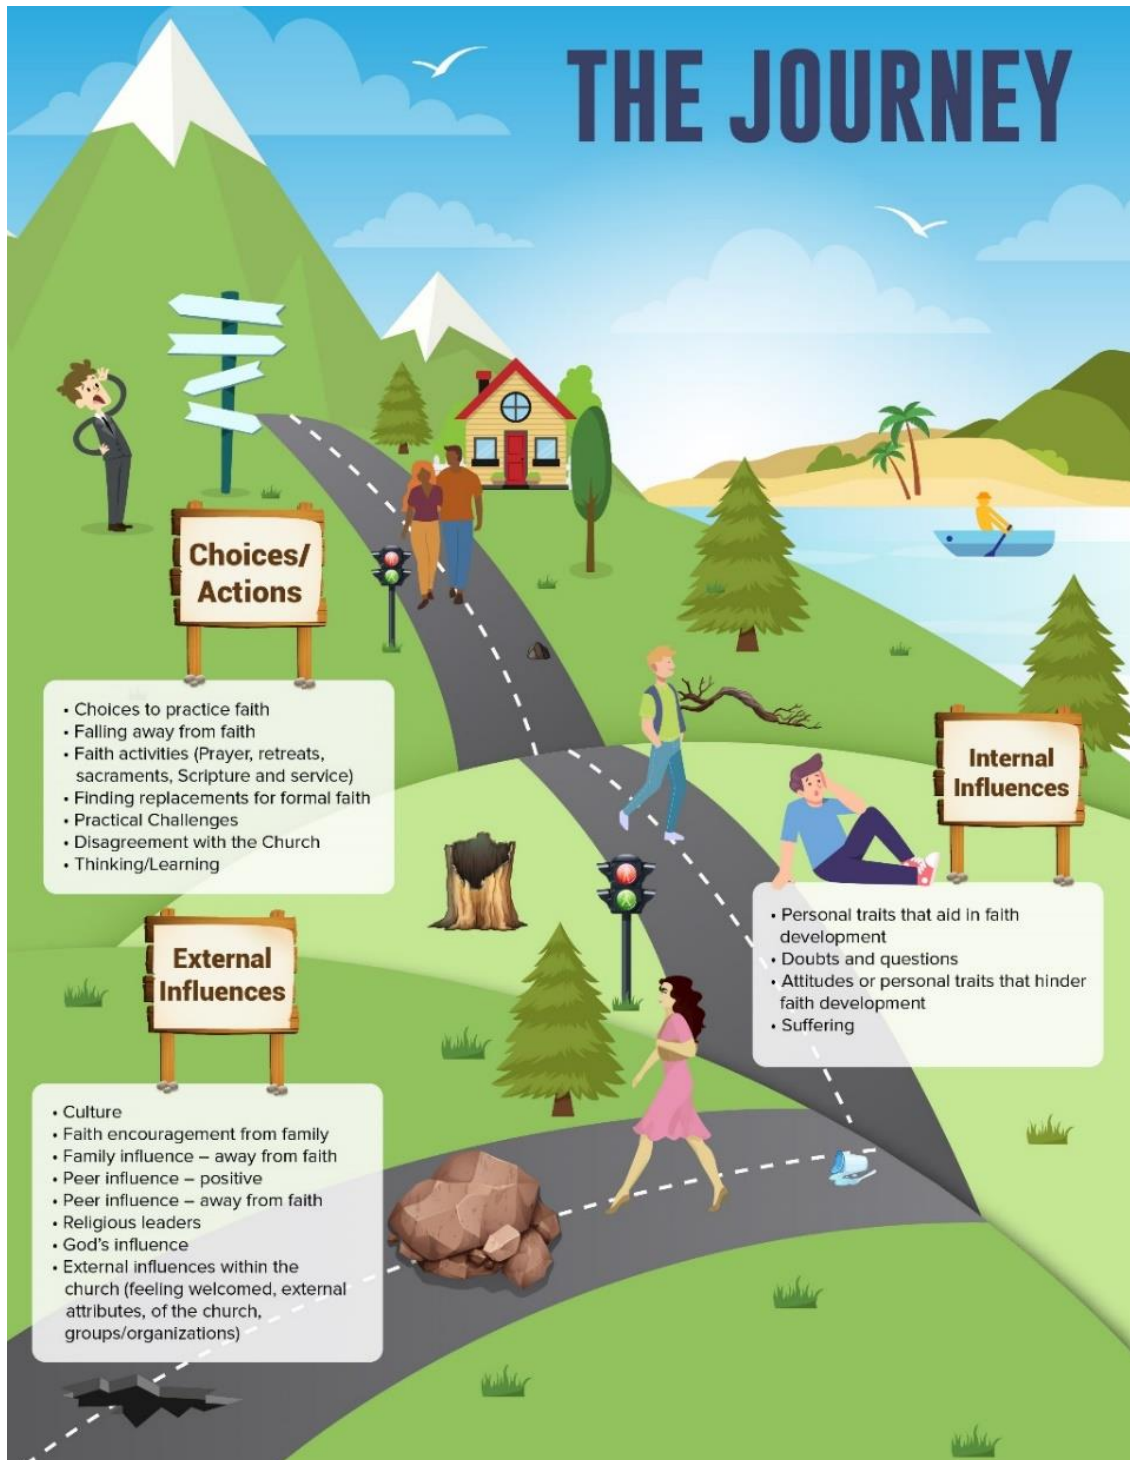 THE JOURNEY
Choices/
Actions
• Choices to practice faith
• Falling away from faith
• Faith activities (Prayer, retreats,
sacraments, Scripture and service)
• Finding replacements for formal faith
• Practical Challenges
• Disagreement with the Church
• Thinking/Learning
Internal
Influences
• Personal traits that aid in faith
development
• Doubts and questions
• Attitudes or personal traits that hinder
faith development
• Suffering
External
Influences
• Culture
• Faith encouragement from family
• Family influence – away from faith
• Peer influence – positive
• Peer influence – away from faith
• Religious leaders
• God's influence
• External influences within the
church (feeling welcomed, external
attributes, of the church,
groups/organizations)